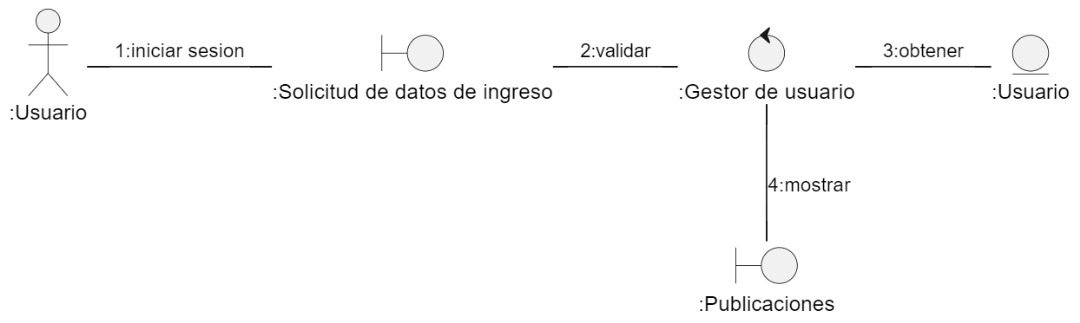 1:iniciar sesion
2:validar
3:obtener
:Solicitud de datos de ingreso
:Gestor de usuario
:Usuario
:Usuario
4:mostrar
:Publicaciones